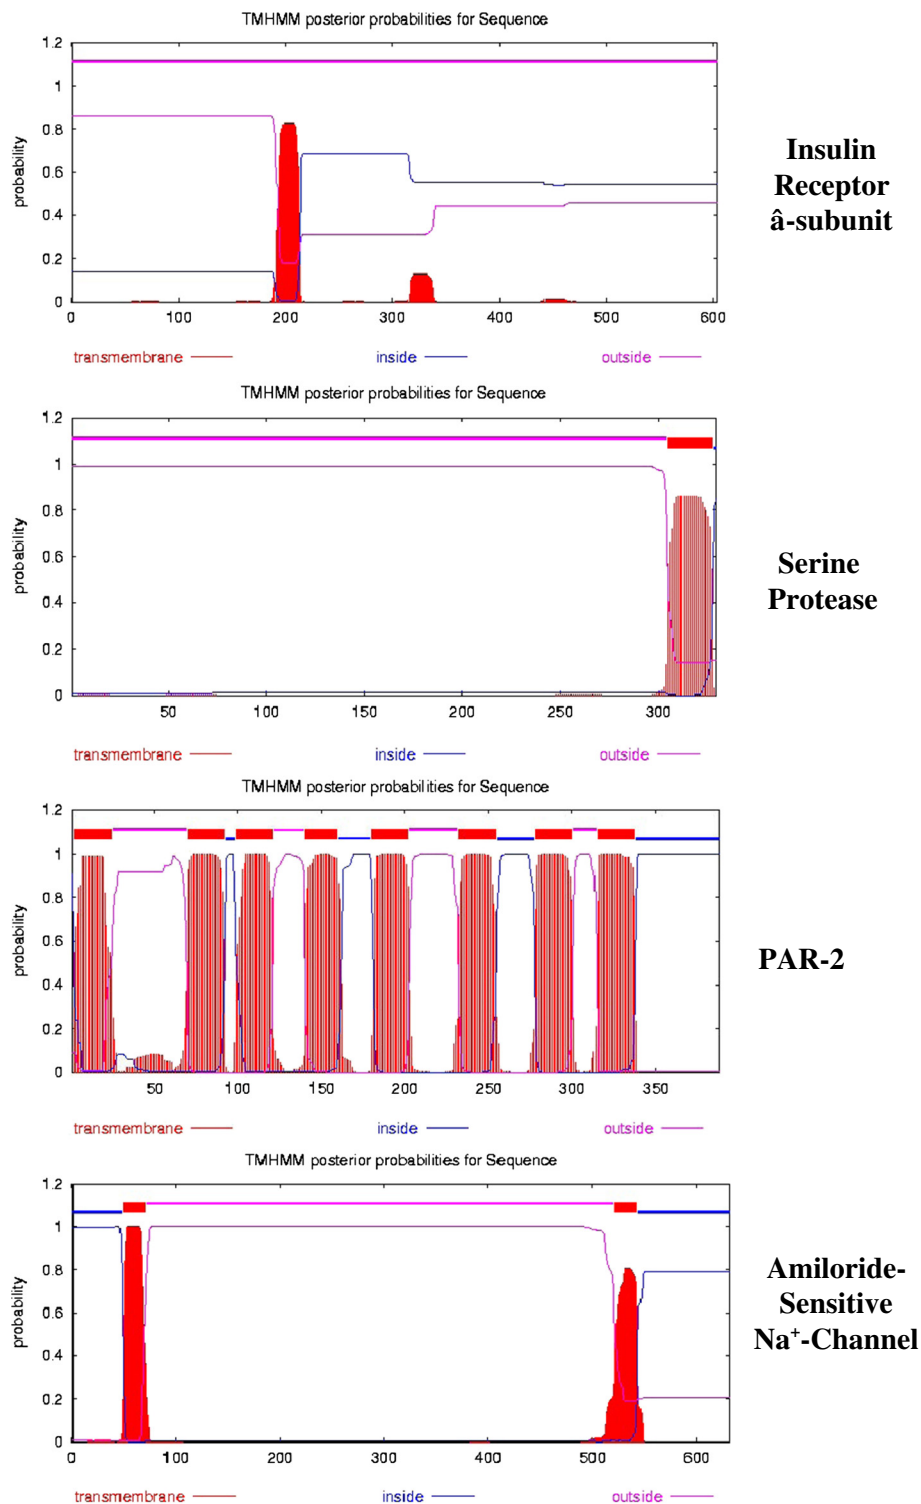 TMHMM posterior probabilities for Sequence
1.2
1
0.8
0.6
0.4
0.2
0
probability
0 100 200 300 400 500 600
transmembrane inside outside
Insulin
Receptor
â-subunit
TMHMM posterior probabilities for Sequence
1.2
1
0.8
0.6
0.4
0.2
0
probability
50 100 150 200 250 300
transmembrane inside outside
Serine
Protease
TMHMM posterior probabilities for Sequence
1.2
1
0.8
0.6
0.4
0.2
0
probability
50 100 150 200 250 300 350
transmembrane inside outside
PAR-2
TMHMM posterior probabilities for Sequence
1.2
1
0.8
0.6
0.4
0.2
0
probability
0 100 200 300 400 500 600
transmembrane inside outside
Amiloride-
Sensitive
Na⁺-Channel